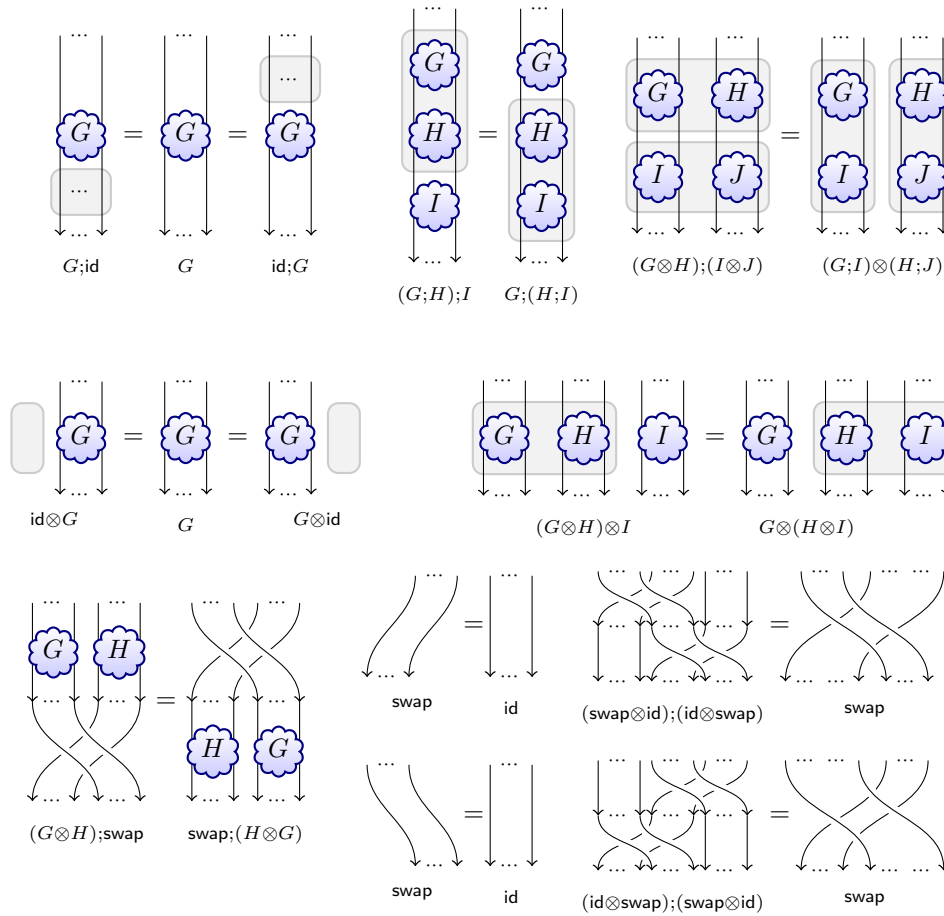 ... ... ... ... ... ... ... ... ...
G = G = G
...
... ... ...
G;id G id;G
G G G H G H
H = H = 
I I I J I J
... ... ... ... ... ...
(G;H);I G;(H;I) (G⊗H);(I⊗J) (G;I)⊗(H;J)
... ... ... ... ... ... ... ... ...
G = G = G G H I = G H I
... ... ... ... ... ... ... ... ...
id⊗G G G⊗id (G⊗H)⊗I G⊗(H⊗I)
... ... ... ... ... ... ... ... ... ...
G H = = =
... ... ... ... ... ... ...
... ... ... ... ... ... ...
swap id (swap⊗id);(id⊗swap) swap
H G
... ... ... ... ... ... ... ... ...
= = =
... ... ... ... ... ... ... ... ...
(G⊗H);swap swap;(H⊗G) swap id (id⊗swap);(swap⊗id) swap